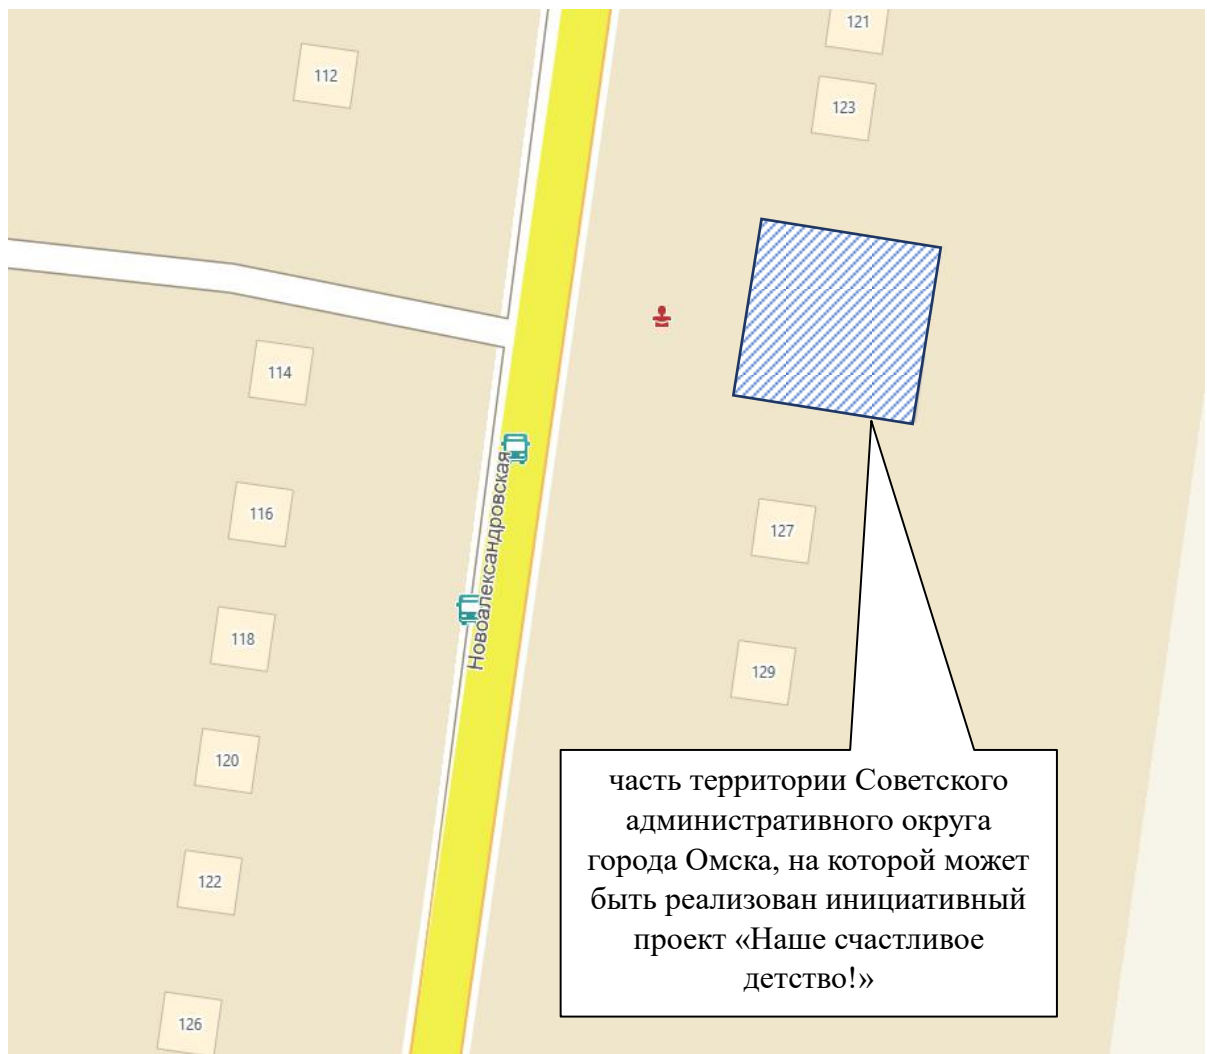 121
112
123
114
116
Новоалександровская
127
118
129
120
часть территории Советского
административного округа
города Омска, на которой может
быть реализован инициативный
проект «Наше счастливое
детство!»
122
126